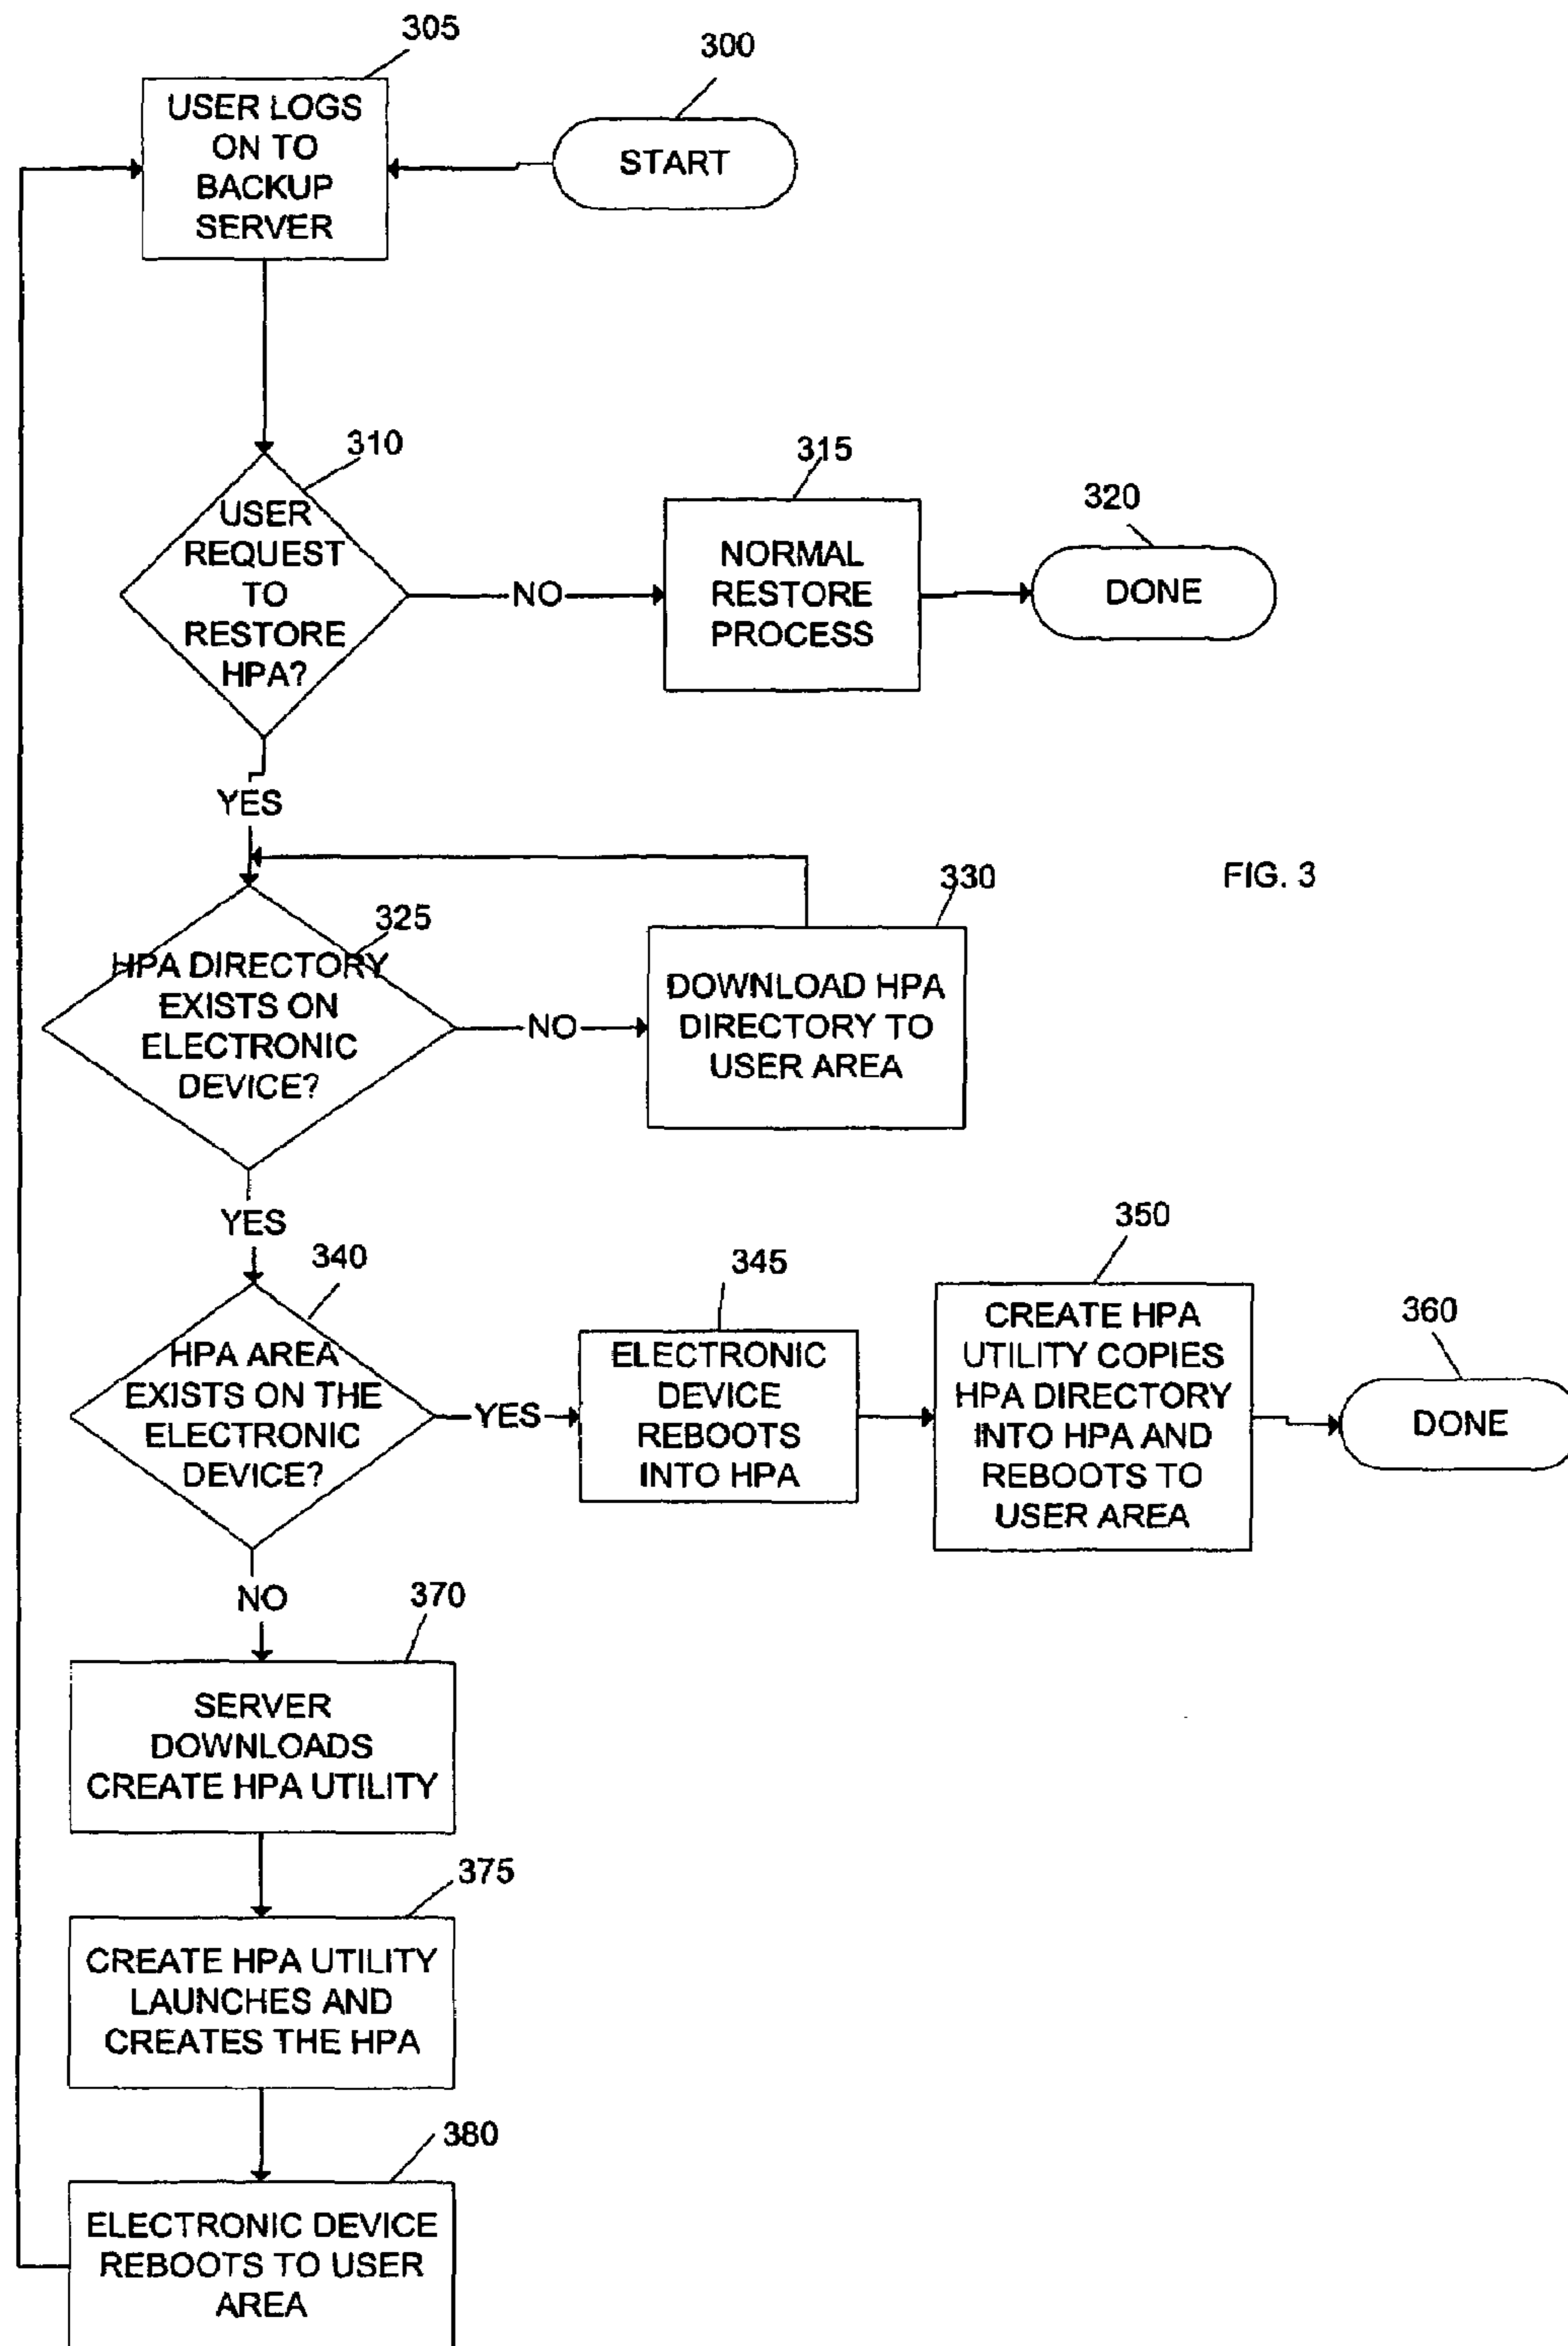 305
300
USER LOGS
ON TO
BACKUP
SERVER
START
310
USER
REQUEST
TO
RESTORE
HPA?
NO
315
NORMAL
RESTORE
PROCESS
320
DONE
YES
325
HPA DIRECTORY
EXISTS ON
ELECTRONIC
DEVICE?
NO
330
DOWNLOAD HPA
DIRECTORY TO
USER AREA
FIG. 3
YES
340
HPA AREA
EXISTS ON THE
ELECTRONIC
DEVICE?
YES
345
ELECTRONIC
DEVICE
REBOOTS
INTO HPA
350
CREATE HPA
UTILITY COPIES
HPA DIRECTORY
INTO HPA AND
REBOOTS TO
USER AREA
360
DONE
NO
370
SERVER
DOWNLOADS
CREATE HPA UTILITY
375
CREATE HPA UTILITY
LAUNCHES AND
CREATES THE HPA
380
ELECTRONIC DEVICE
REBOOTS TO USER
AREA